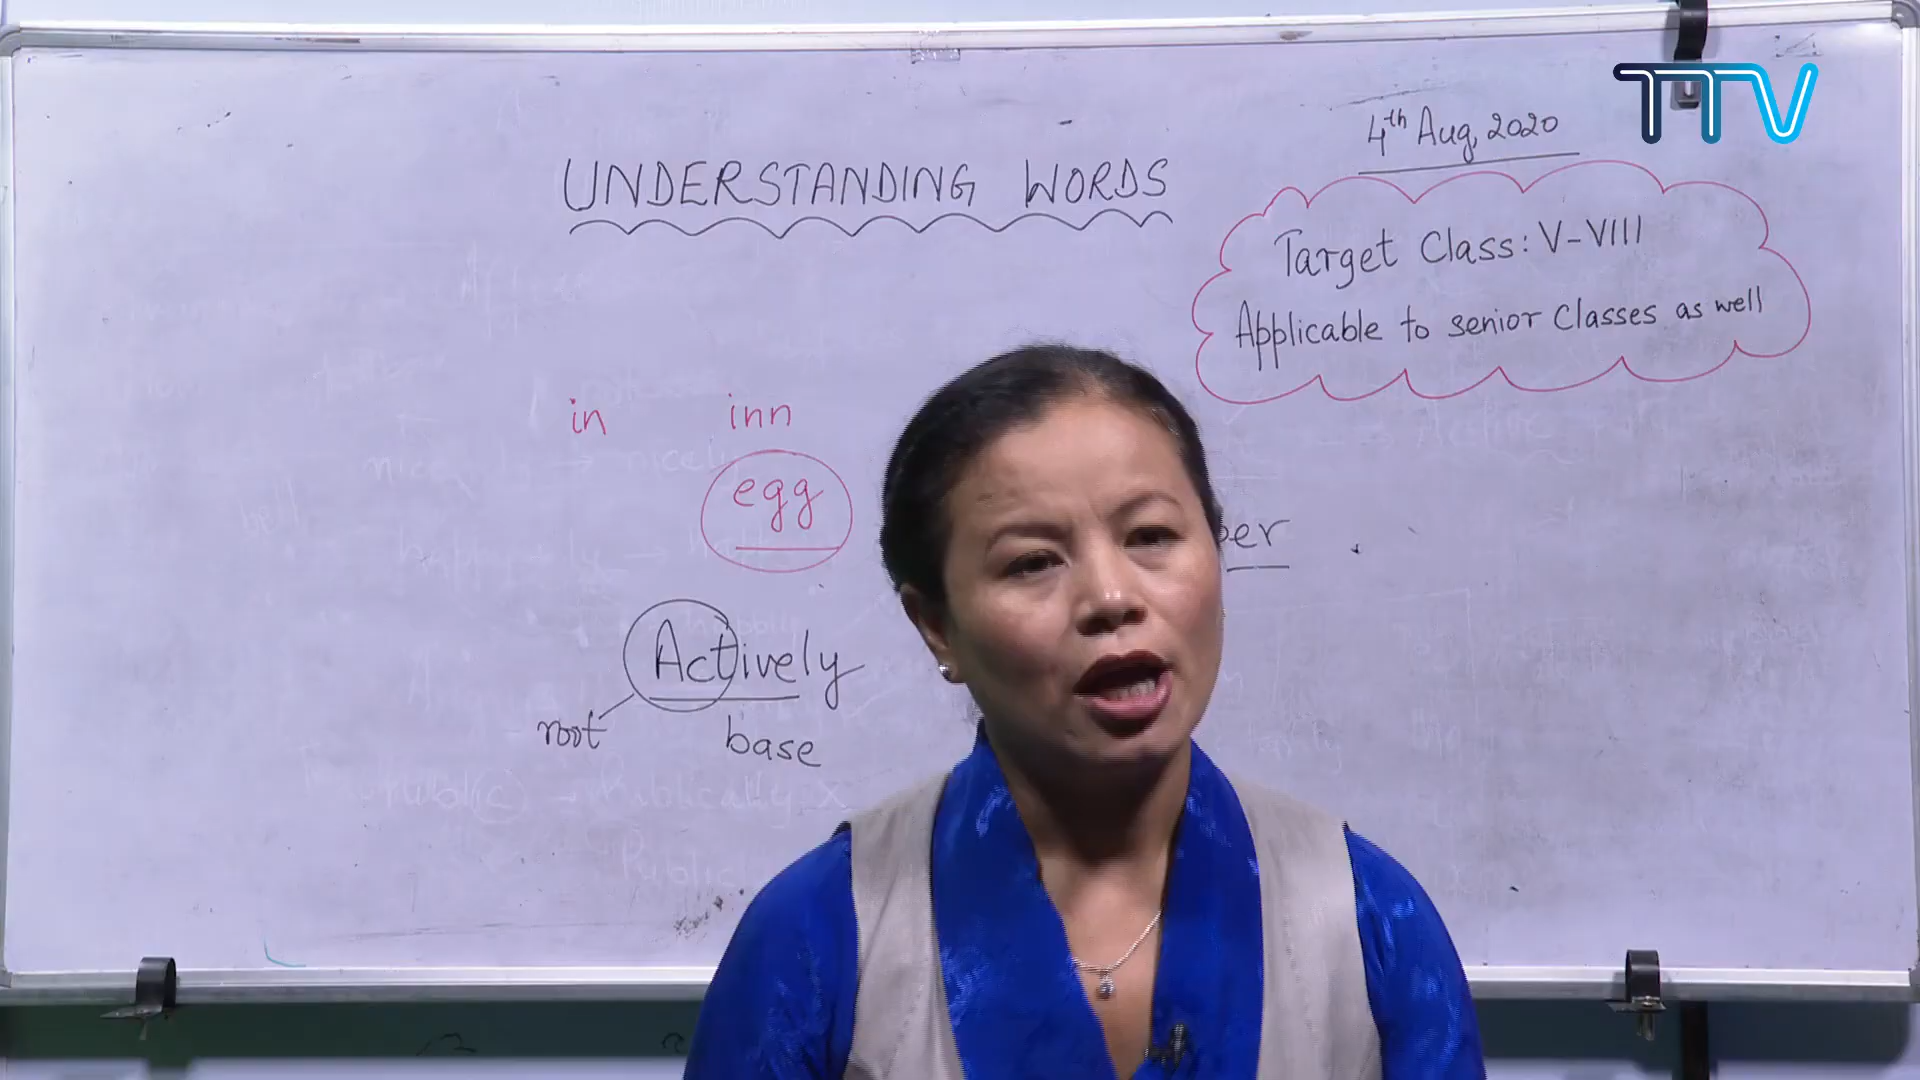 TTV
4th Aug, 2020
UNDERSTANDING WORDS
Target Class: V-VIII
Applicable to senior classes as well
in inn
egg
Actively
root
base